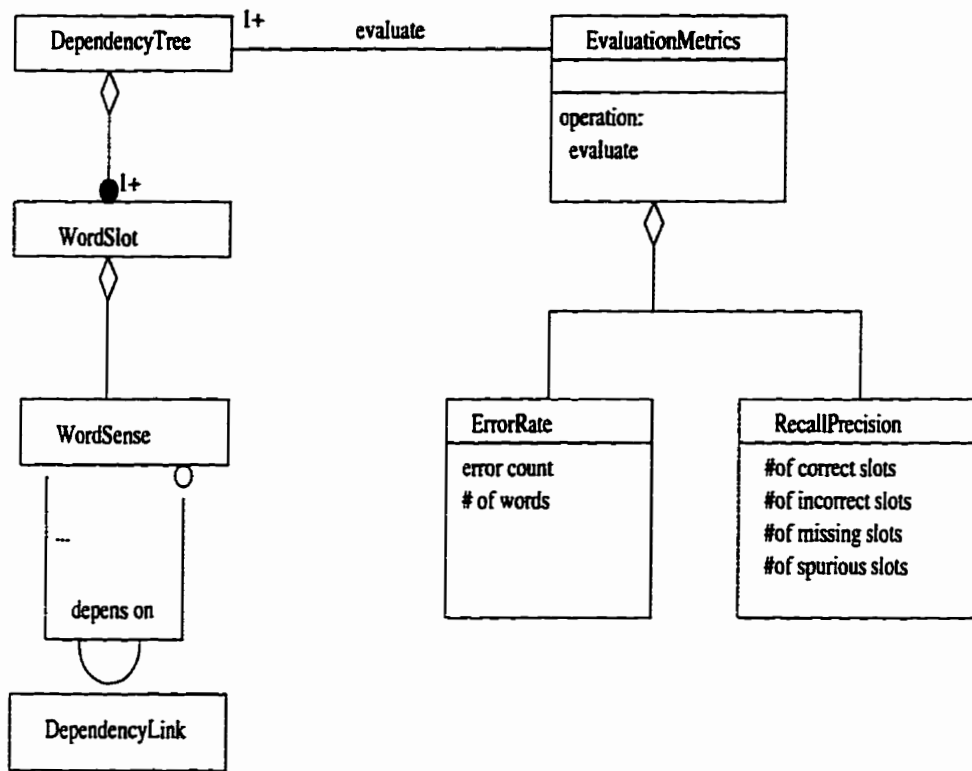 DependencyTree
1+
evaluate
EvaluationMetrics
operation:
evaluate
1+
WordSlot
WordSense
---
depens on
DependencyLink
ErrorRate
error count
# of words
RecallPrecision
#of correct slots
#of incorrect slots
#of missing slots
#of spurious slots